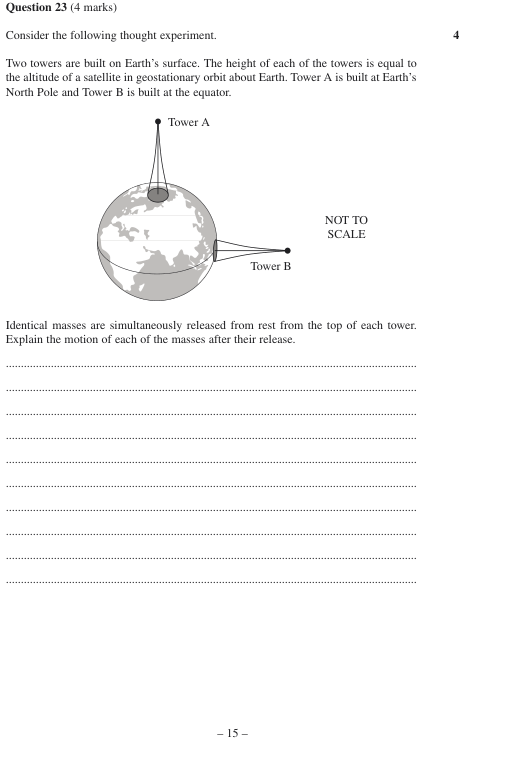 Question 23 (4 marks)
Consider the following thought experiment.
4
Two towers are built on Earth's surface. The height of each of the towers is equal to
the altitude of a satellite in geostationary orbit about Earth. Tower A is built at Earth's
North Pole and Tower B is built at the equator.
Tower A
NOT TO
SCALE
Tower B
Identical masses are simultaneously released from rest from the top of each tower.
Explain the motion of each of the masses after their release.
– 15 –